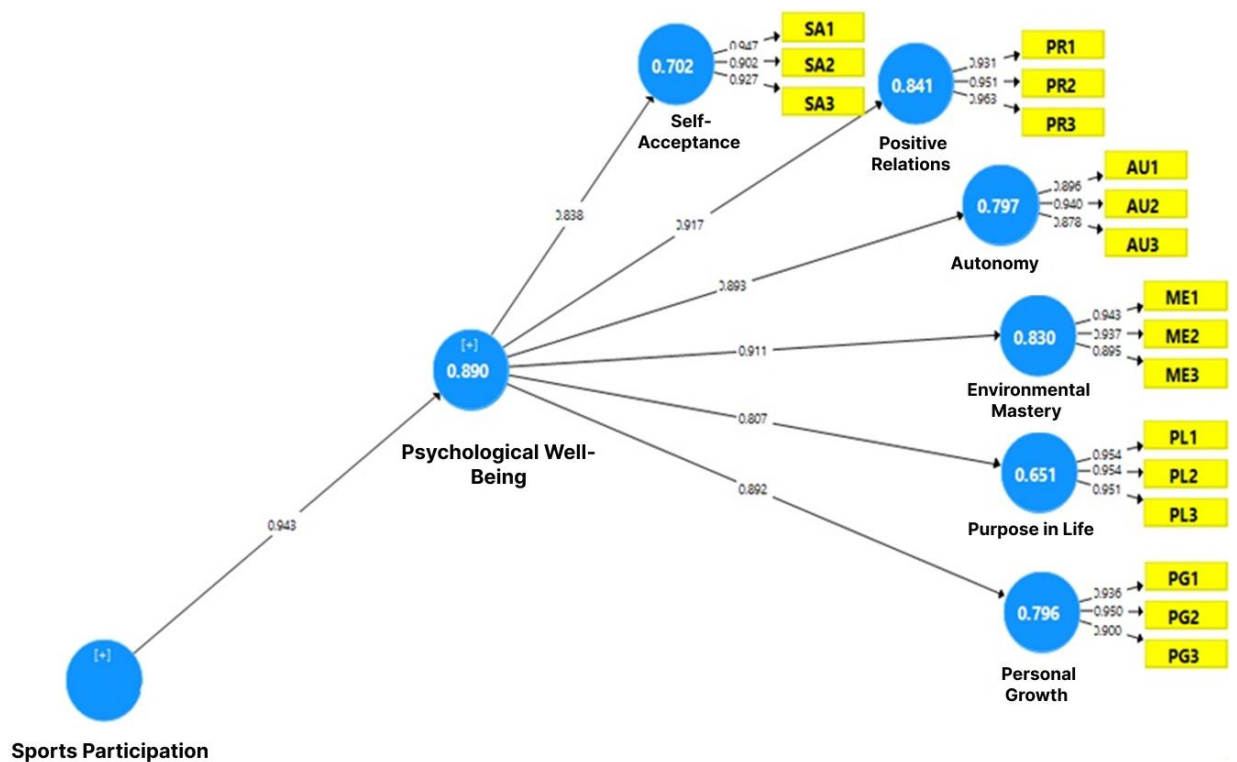 SA1
0.947
0.702
0.902
SA2
0.927
SA3
Self-
Acceptance
PR1
0.931
0.841
0.951
PR2
0.963
PR3
Positive
Relations
AU1
0.896
0.797
0.940
AU2
0.878
AU3
Autonomy
0.838
0.917
0.893
ME1
0.943
0.830
0.937
ME2
0.895
ME3
Environmental
Mastery
0.911
[+]
0.890
Psychological Well-
Being
0.807
PL1
0.954
0.651
0.954
PL2
0.951
PL3
Purpose in Life
0.892
PG1
0.936
0.796
0.950
PG2
0.900
PG3
Personal
Growth
0.943
[+]
Sports Participation